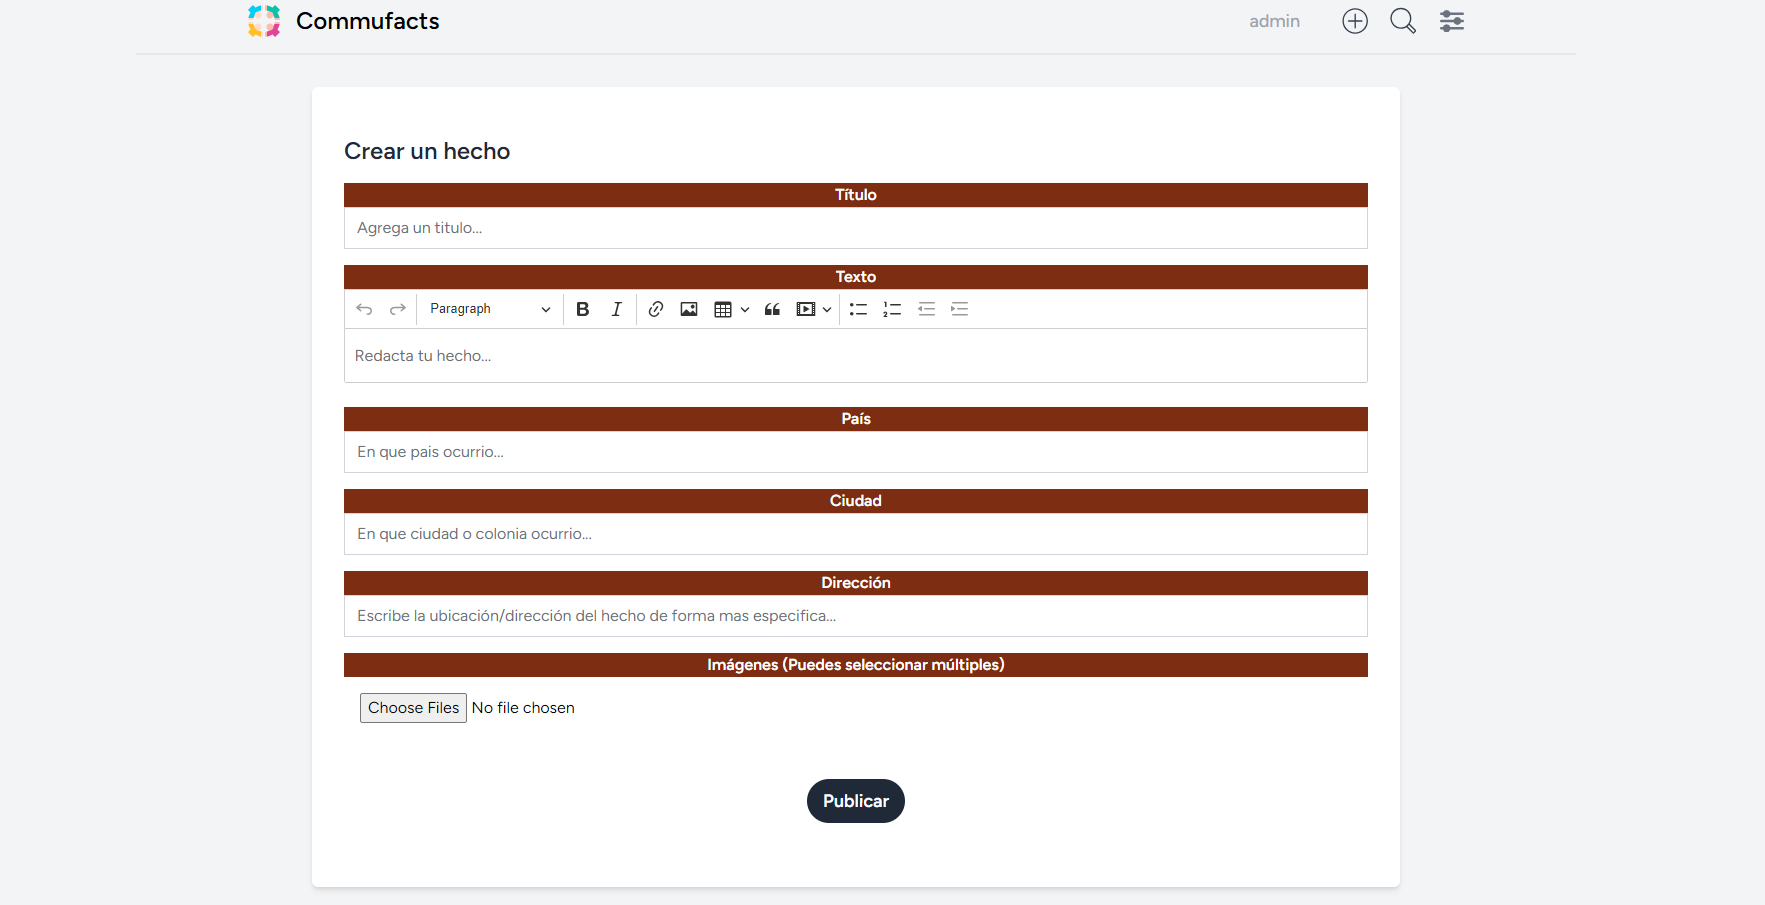 Commufacts
admin
Crear un hecho
Título
Agrega un titulo...
Texto
Paragraph
Redacta tu hecho...
País
En que pais ocurrio...
Ciudad
En que ciudad o colonia ocurrio...
Dirección
Escribe la ubicación/dirección del hecho de forma mas especifica...
Imágenes (Puedes seleccionar múltiples)
Choose Files No file chosen
Publicar